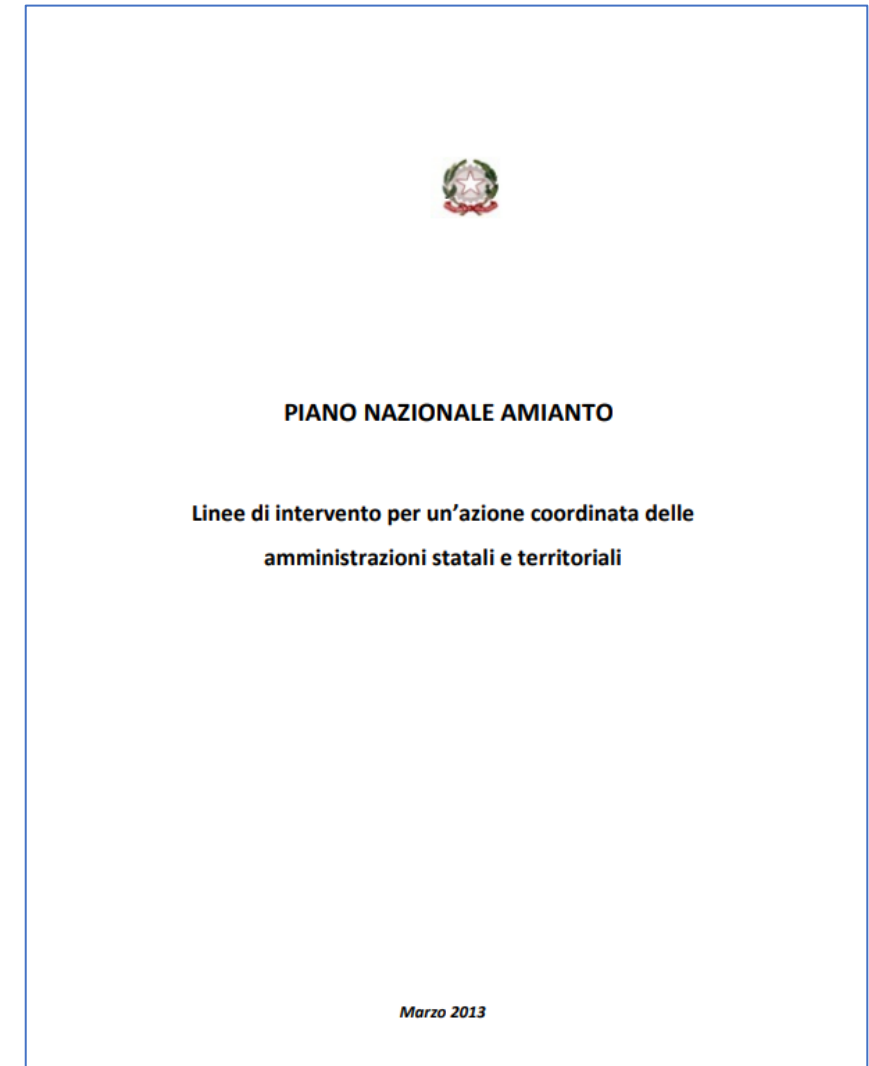 PIANO NAZIONALE AMIANTO
Linee di intervento per un’azione coordinata delle
amministrazioni statali e territoriali
Marzo 2013